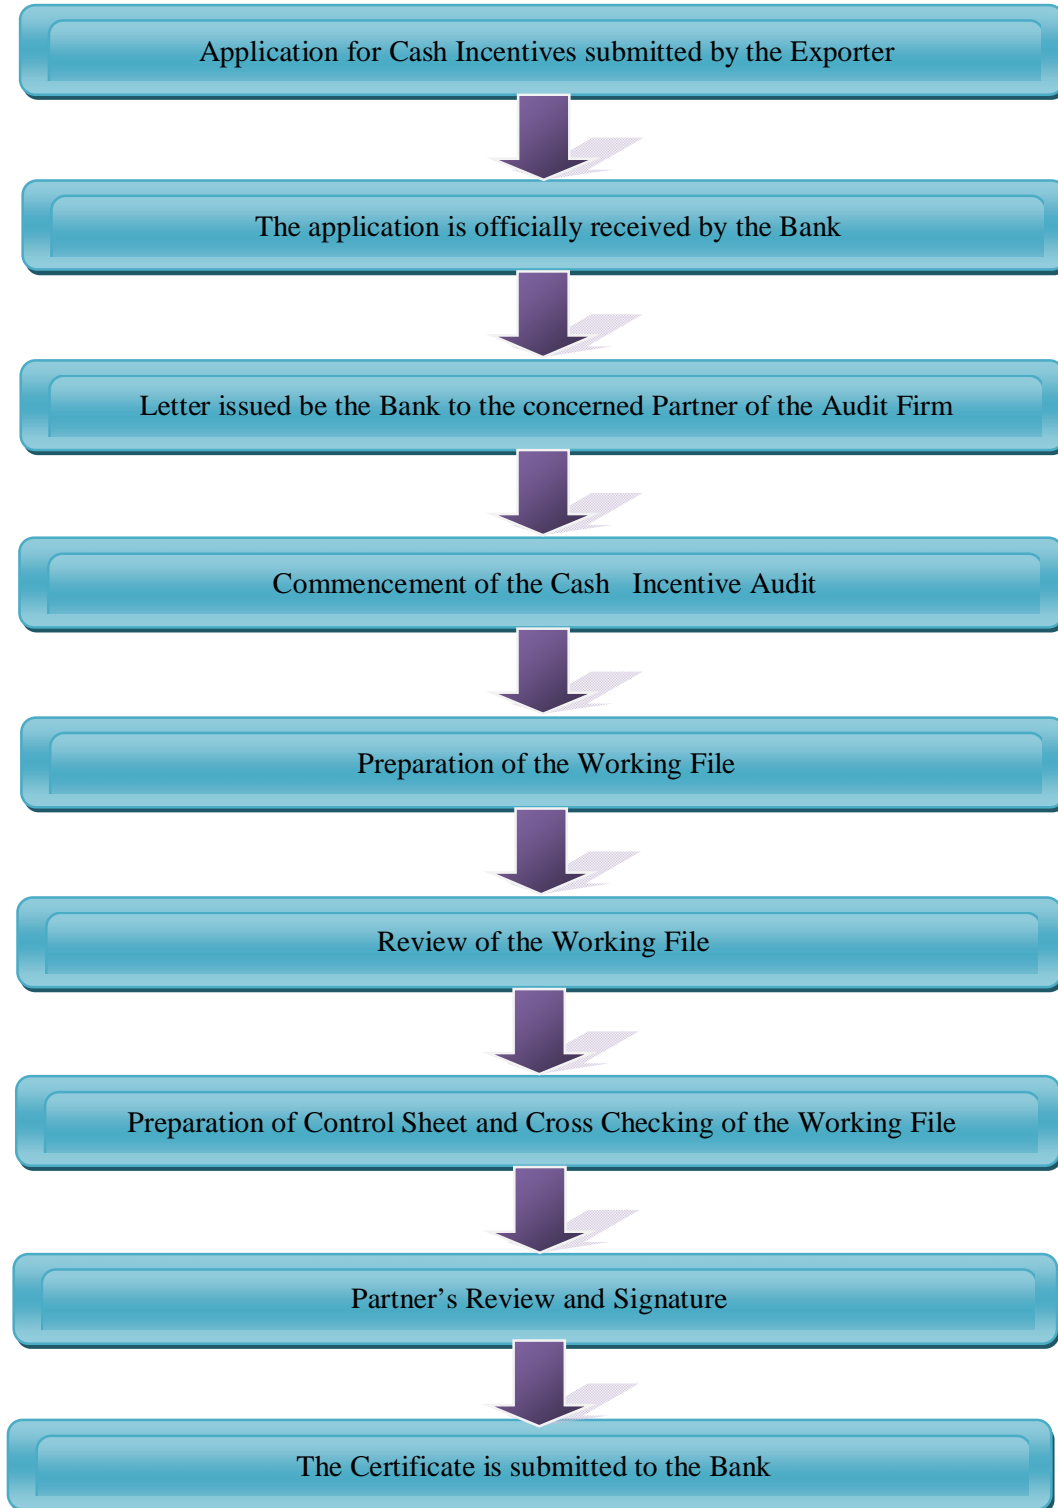 Application for Cash Incentives submitted by the Exporter
The application is officially received by the Bank
Letter issued be the Bank to the concerned Partner of the Audit Firm
Commencement of the Cash   Incentive Audit
Preparation of the Working File
Review of the Working File
Preparation of Control Sheet and Cross Checking of the Working File
Partner’s Review and Signature
The Certificate is submitted to the Bank